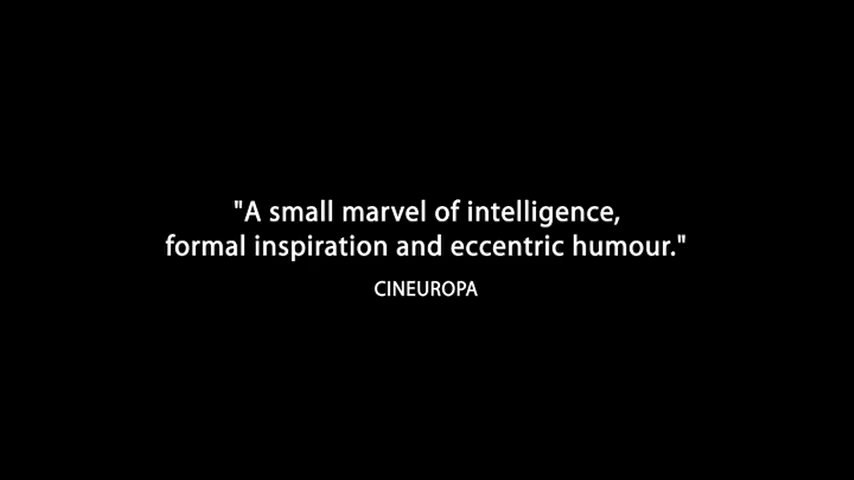 "A small marvel of intelligence,
formal inspiration and eccentric humour."
CINEUROPA